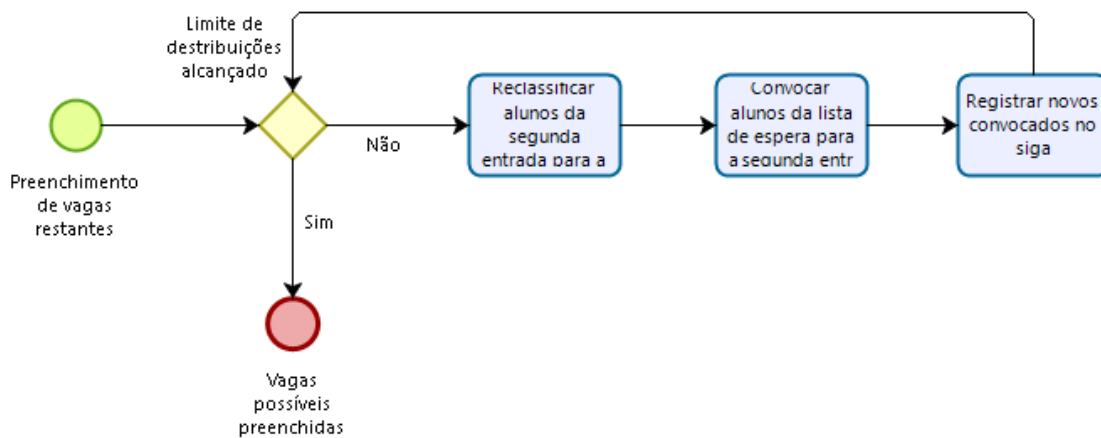 Limite de
destribuições
alcançado
Preenchimento
de vagas
restantes
Não
Sim
Reclassificar
alunos da
segunda
entrada para a
Convocar
alunos da lista
de espera para
a segunda entr
Registrar novos
convocados no
siga
Vagas
possíveis
preenchidas